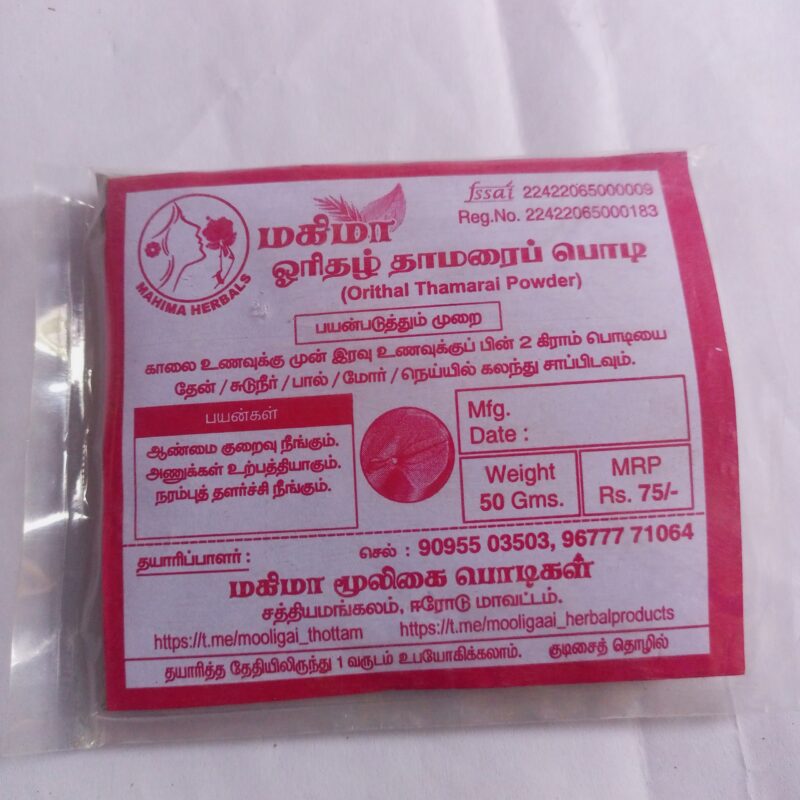 MAHIMA HERBALS
fssai 22422065000009
Reg.No. 22422065000183
மகிமா
ஓரிதழ் தாமரைப் பொடி
(Orithal Thamarai Powder)
பயன்படுத்தும் முறை
காலை உணவுக்கு முன் இரவு உணவுக்குப் பின் 2 கிராம் பொடியை
தேன் / சுடுநீர் / பால் / மோர் / நெய்யில் கலந்து சாப்பிடவும்.
பயன்கள்
ஆண்மை குறைவு நீங்கும்.
அணுக்கள் உற்பத்தியாகும்.
நரம்புத் தளர்ச்சி நீங்கும்.
Mfg.
Date :
Weight
50 Gms.
MRP
Rs. 75/-
தயாரிப்பாளர் :
செல் : 90955 03503, 96777 71064
மகிமா மூலிகை பொடிகள்
சத்தியமங்கலம், ஈரோடு மாவட்டம்.
https://t.me/mooligai_thottam https://t.me/mooligaai_herbalproducts
தயாரித்த தேதியிலிருந்து 1 வருடம் உபயோகிக்கலாம். குடிசைத் தொழில்